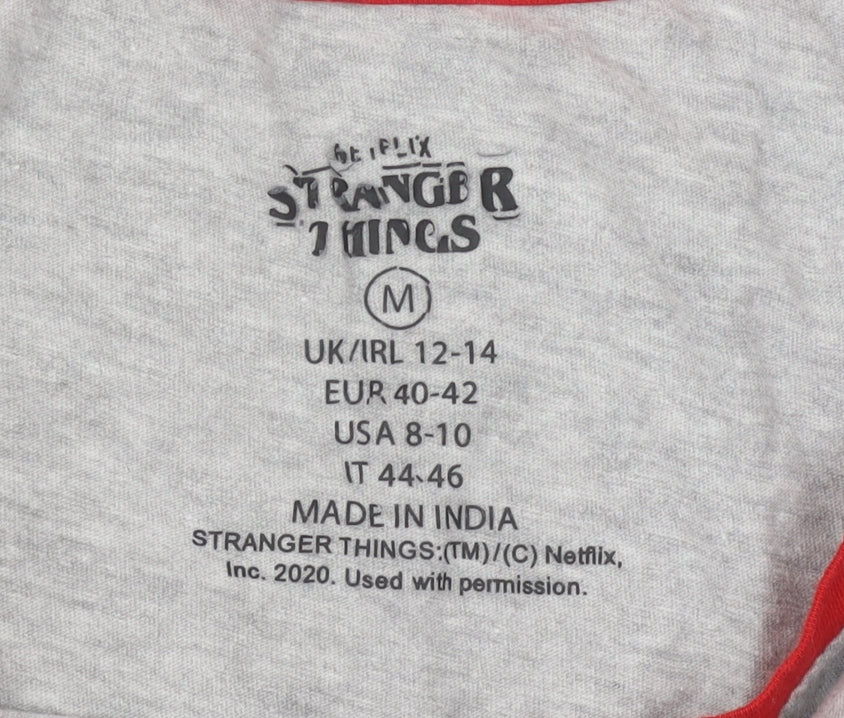 NETFLIX
STRANGER
THINGS
M
UK/IRL 12-14
EUR 40-42
USA 8-10
IT 44-46
MADE IN INDIA
STRANGER THINGS:(TM)/(C) Netflix,
Inc. 2020. Used with permission.